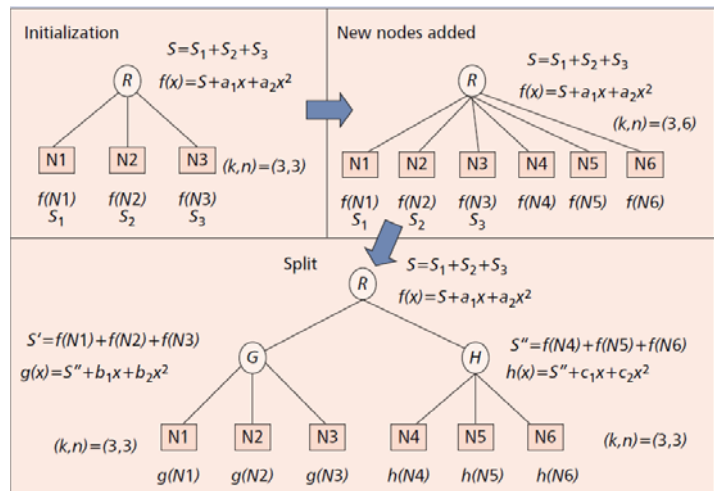 Initialization
S=S₁+S₂+S₃
R
f(x)=S+a₁x+a₂x²
N1 N2 N3
(k,n)=(3,3)
f(N1) f(N2) f(N3)
S₁ S₂ S₃
New nodes added
S=S₁+S₂+S₃
R
f(x)=S+a₁x+a₂x²
(k,n)=(3,6)
N1 N2 N3 N4 N5 N6
f(N1) f(N2) f(N3) f(N4) f(N5) f(N6)
S₁ S₂ S₃
Split
S=S₁+S₂+S₃
R
f(x)=S+a₁x+a₂x²
S′=f(N1)+f(N2)+f(N3)
G
g(x)=S″+b₁x+b₂x²
H
S″=f(N4)+f(N5)+f(N6)
h(x)=S″+c₁x+c₂x²
(k,n)=(3,3)
N1 N2 N3
N4 N5 N6
(k,n)=(3,3)
g(N1) g(N2) g(N3)
h(N4) h(N5) h(N6)